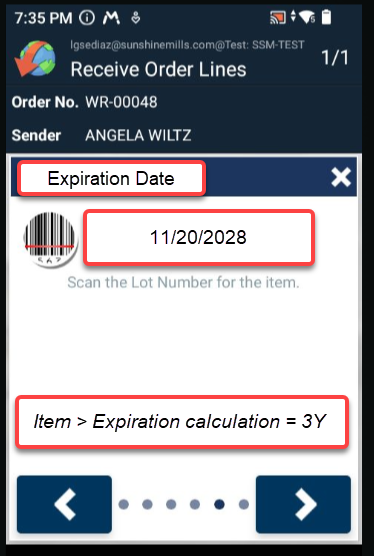 7:35 PM
lgsediaz@sunshinemills.com@Test: SSM-TEST
Receive Order Lines
1/1
Order No. WR-00048
Sender ANGELA WILTZ
Expiration Date
11/20/2028
Scan the Lot Number for the item.
Item > Expiration calculation = 3Y